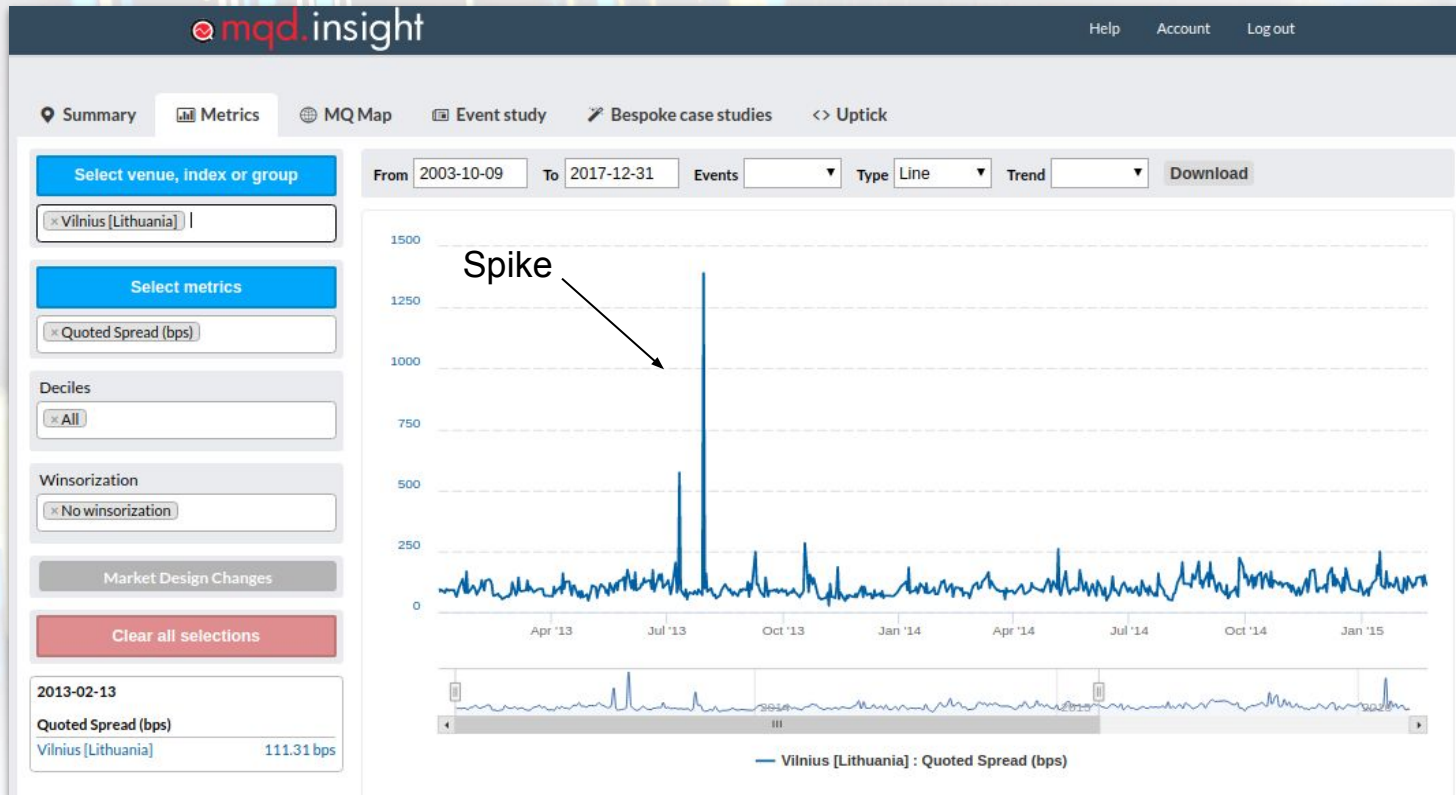 mqd.insight
Help Account Log out
Summary Metrics MQ Map Event study Bespoke case studies <> Uptick
Select venue, index or group
× Vilnius [Lithuania]
Select metrics
× Quoted Spread (bps)
Deciles
× All
Winsorization
× No winsorization
Market Design Changes
Clear all selections
2013-02-13
Quoted Spread (bps)
Vilnius [Lithuania] 111.31 bps
From 2003-10-09 To 2017-12-31 Events Type Line Trend Download
Spike
1500
1250
1000
750
500
250
0
Apr '13 Jul '13 Oct '13 Jan '14 Apr '14 Jul '14 Oct '14 Jan '15
2014 2015
Vilnius [Lithuania] : Quoted Spread (bps)